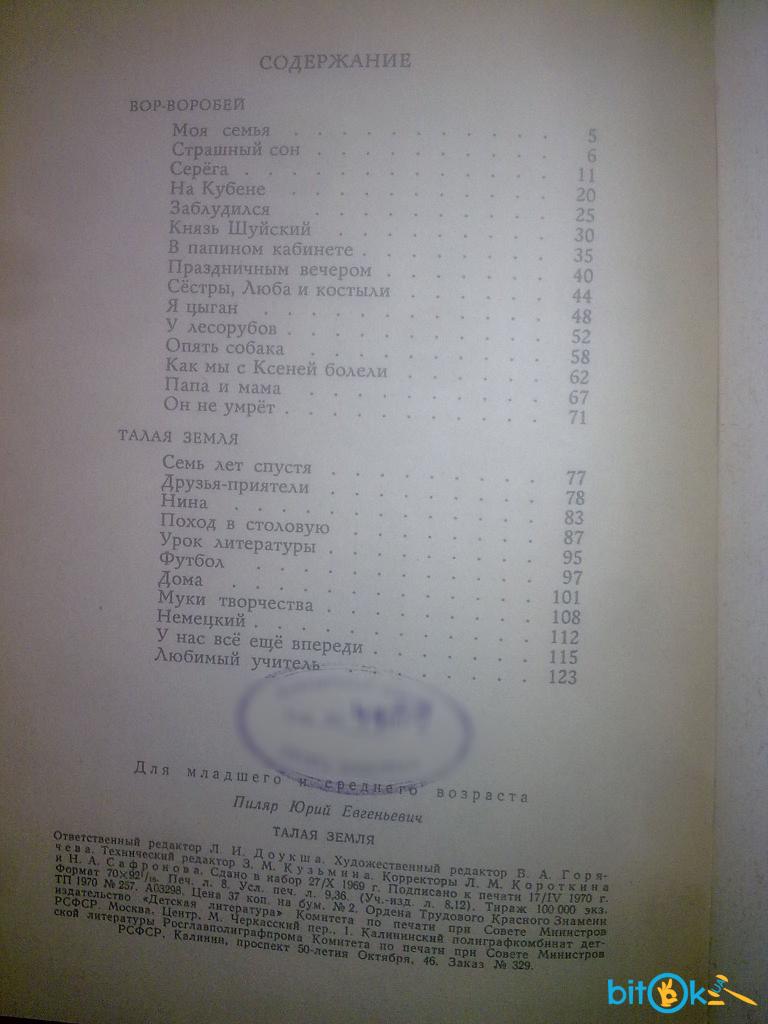 СОДЕРЖАНИЕ
ВОР-ВОРОБЕЙ
Моя семья . . . . . . . . . . . 5
Страшный сон . . . . . . . . . . 6
Серёга . . . . . . . . . . . . 11
На Кубене . . . . . . . . . . . 20
Заблудился . . . . . . . . . . 25
Князь Шуйский . . . . . . . . . 30
В папином кабинете . . . . . . . . 35
Праздничным вечером . . . . . . . 40
Сёстры, Люба и костыли . . . . . . 44
Я цыган . . . . . . . . . . . 48
У лесорубов . . . . . . . . . . 52
Опять собака . . . . . . . . . . 58
Как мы с Ксеней болели . . . . . . 62
Папа и мама . . . . . . . . . . 67
Он не умрёт . . . . . . . . . . 71
ТАЛАЯ ЗЕМЛЯ
Семь лет спустя . . . . . . . . . 77
Друзья-приятели . . . . . . . . . 78
Нина . . . . . . . . . . . . 83
Поход в столовую . . . . . . . . 87
Урок литературы . . . . . . . . . 95
Футбол . . . . . . . . . . . 97
Дома . . . . . . . . . . . . 101
Муки творчества . . . . . . . . . 108
Немецкий . . . . . . . . . . . 112
У нас всё ещё впереди . . . . . . . 115
Любимый учитель . . . . . . . . 123
Для младшего и среднего возраста
Пиляр Юрий Евгеньевич
ТАЛАЯ ЗЕМЛЯ
Ответственный редактор Л. И. Доукша. Художественный редактор В. А. Горя-
чева. Технический редактор З. М. Кузьмина. Корректоры Л. М. Короткина
и Н. А. Сафронова. Сдано в набор 27/X 1969 г. Подписано к печати 17/IV 1970 г.
Формат 70×92 1/16. Печ. л. 8. Усл. печ. л. 9,36. (Уч.-изд. л. 8,12). Тираж 100 000 экз.
ТП 1970 № 257. А03298. Цена 37 коп. на бум. № 2. Ордена Трудового Красного Знамени
издательство «Детская литература» Комитета по печати при Совете Министров
РСФСР. Москва, Центр, М. Черкасский пер., 1. Калининский полиграфкомбинат дет-
ской литературы Росглавполиграфпрома Комитета по печати при Совете Министров
РСФСР. Калинин, проспект 50-летия Октября, 46. Заказ № 329.
bitOk UA